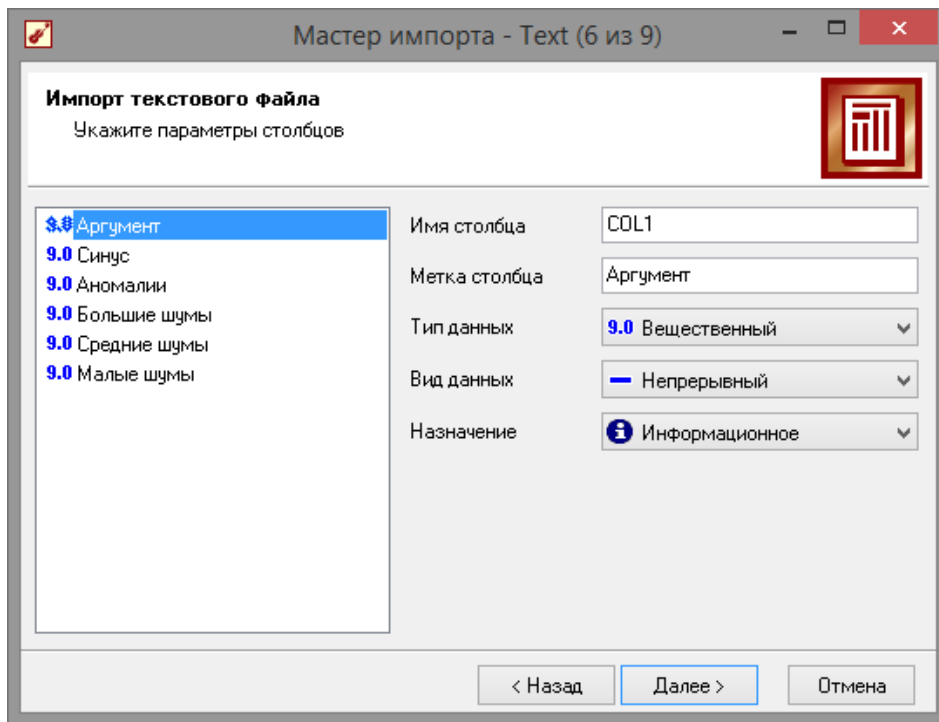 Мастер импорта - Text (6 из 9)
Импорт текстового файла
Укажите параметры столбцов
9.0 Аргумент
9.0 Синус
9.0 Аномалии
9.0 Большие шумы
9.0 Средние шумы
9.0 Малые шумы
Имя столбца COL1
Метка столбца Аргумент
Тип данных 9.0 Вещественный
Вид данных Непрерывный
Назначение Информационное
< Назад Далее > Отмена